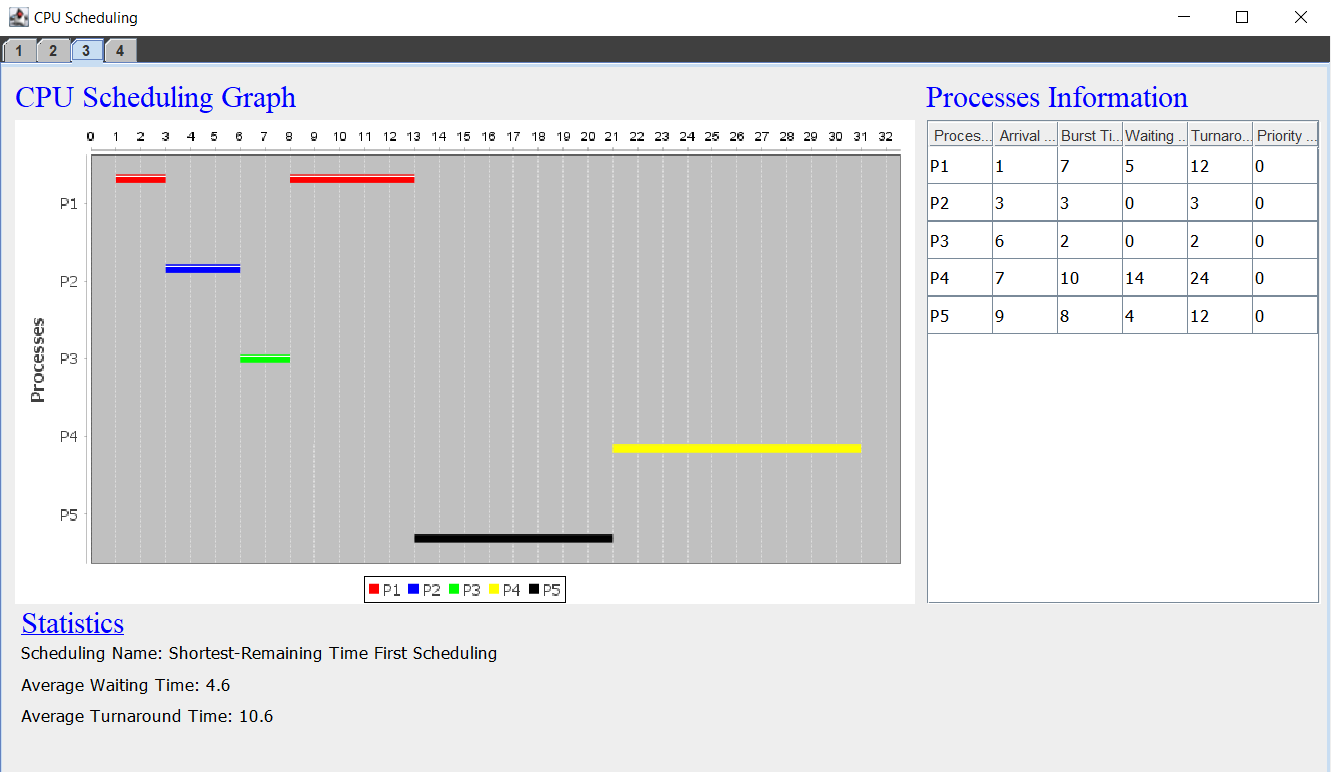 CPU Scheduling
1 2 3 4
CPU Scheduling Graph
0 1 2 3 4 5 6 7 8 9 10 11 12 13 14 15 16 17 18 19 20 21 22 23 24 25 26 27 28 29 30 31 32
Processes
P1
P2
P3
P4
P5
P1 P2 P3 P4 P5
Processes Information
Proces... Arrival ... Burst Ti... Waiting ... Turnaro... Priority ...
P1 1 7 5 12 0
P2 3 3 0 3 0
P3 6 2 0 2 0
P4 7 10 14 24 0
P5 9 8 4 12 0
Statistics
Scheduling Name: Shortest-Remaining Time First Scheduling
Average Waiting Time: 4.6
Average Turnaround Time: 10.6